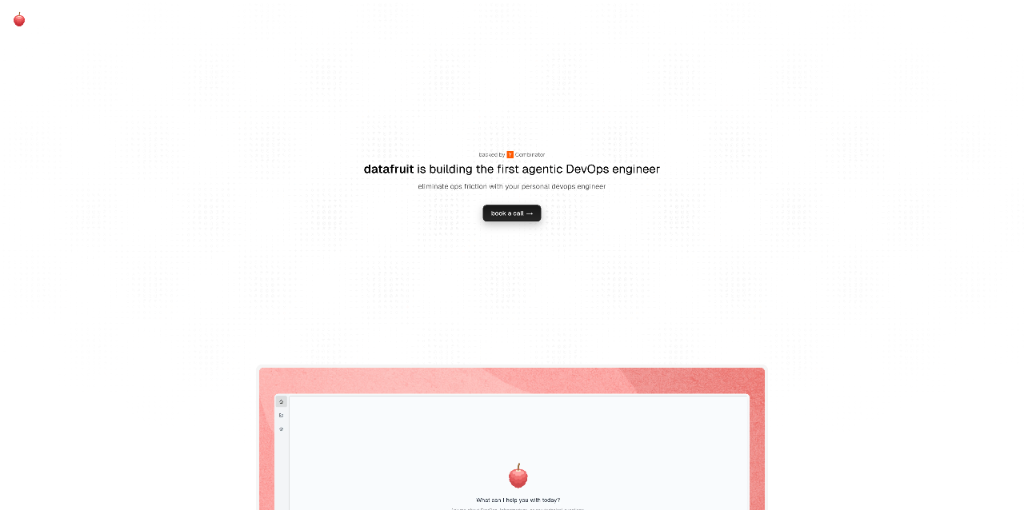 backed by Y Combinator
datafruit is building the first agentic DevOps engineer
eliminate ops friction with your personal devops engineer
book a call →
What can I help you with today?